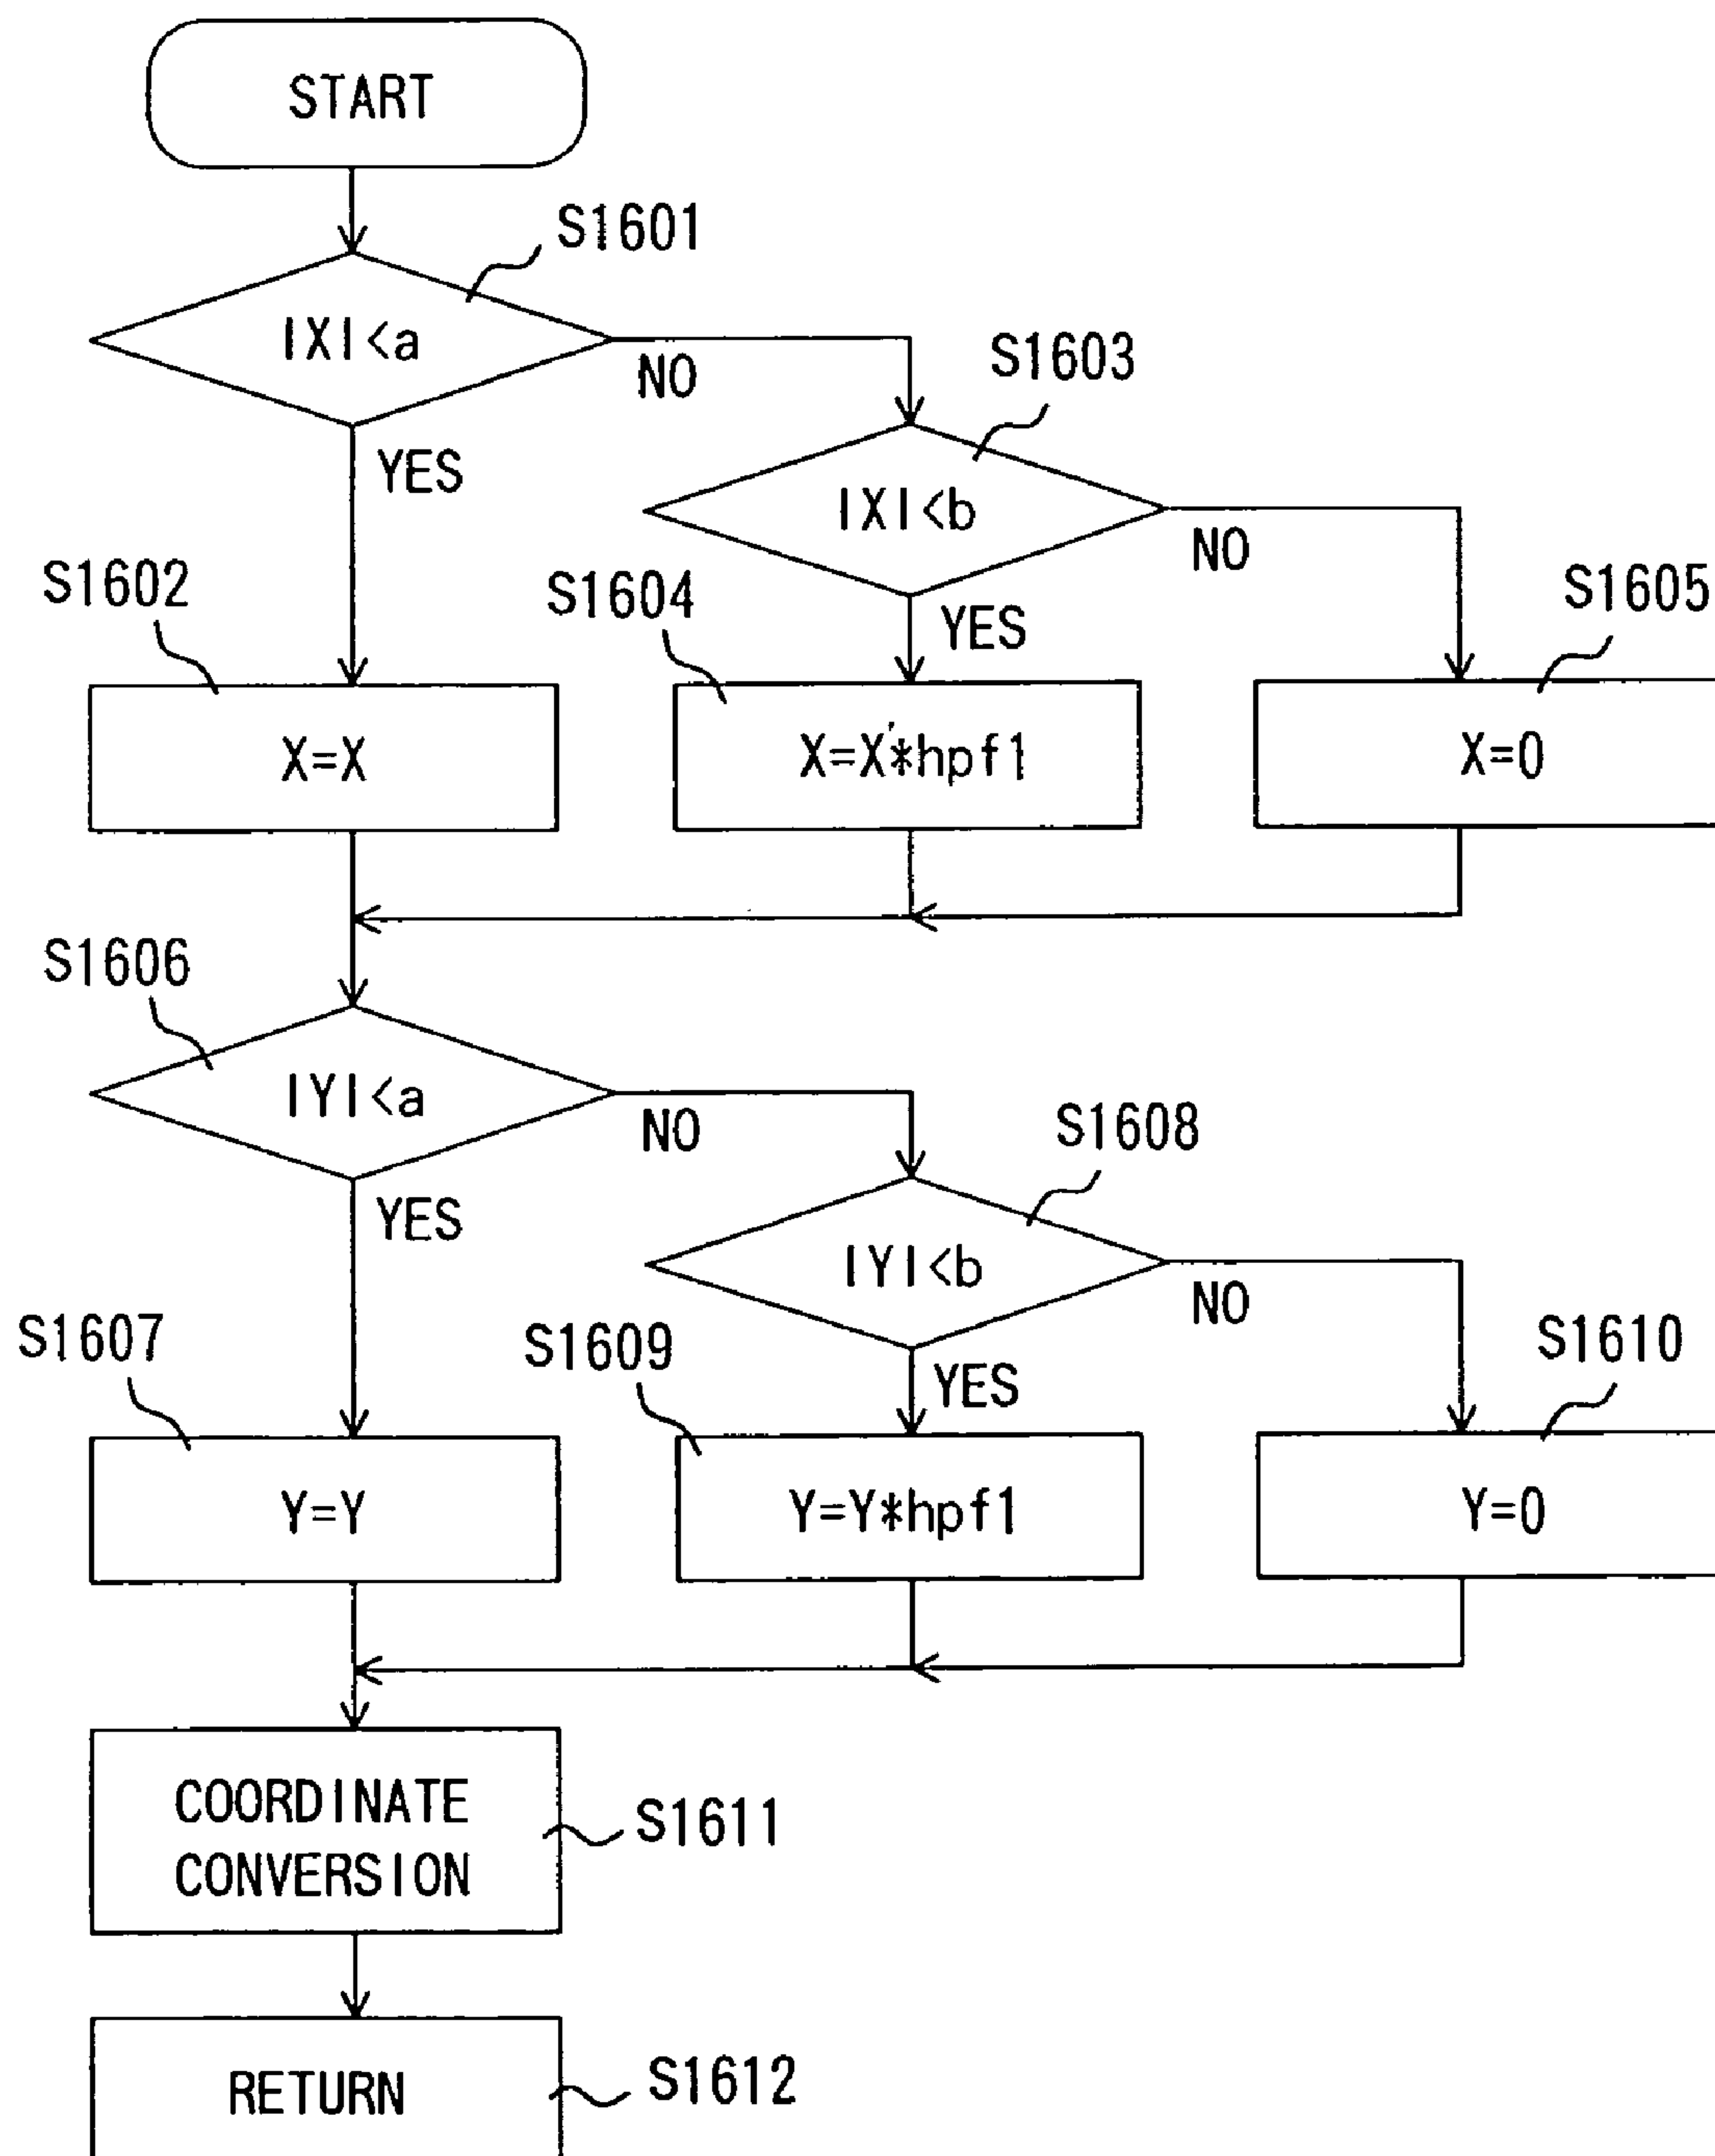 START
S1601
|X|<a
NO
YES
S1603
|X|<b
NO
YES
S1602
S1604
S1605
X=X
X=X*hpf1
X=0
S1606
|Y|<a
NO
YES
S1608
|Y|<b
NO
YES
S1607
S1609
S1610
Y=Y
Y=Y*hpf1
Y=0
COORDINATE
CONVERSION
S1611
RETURN
S1612